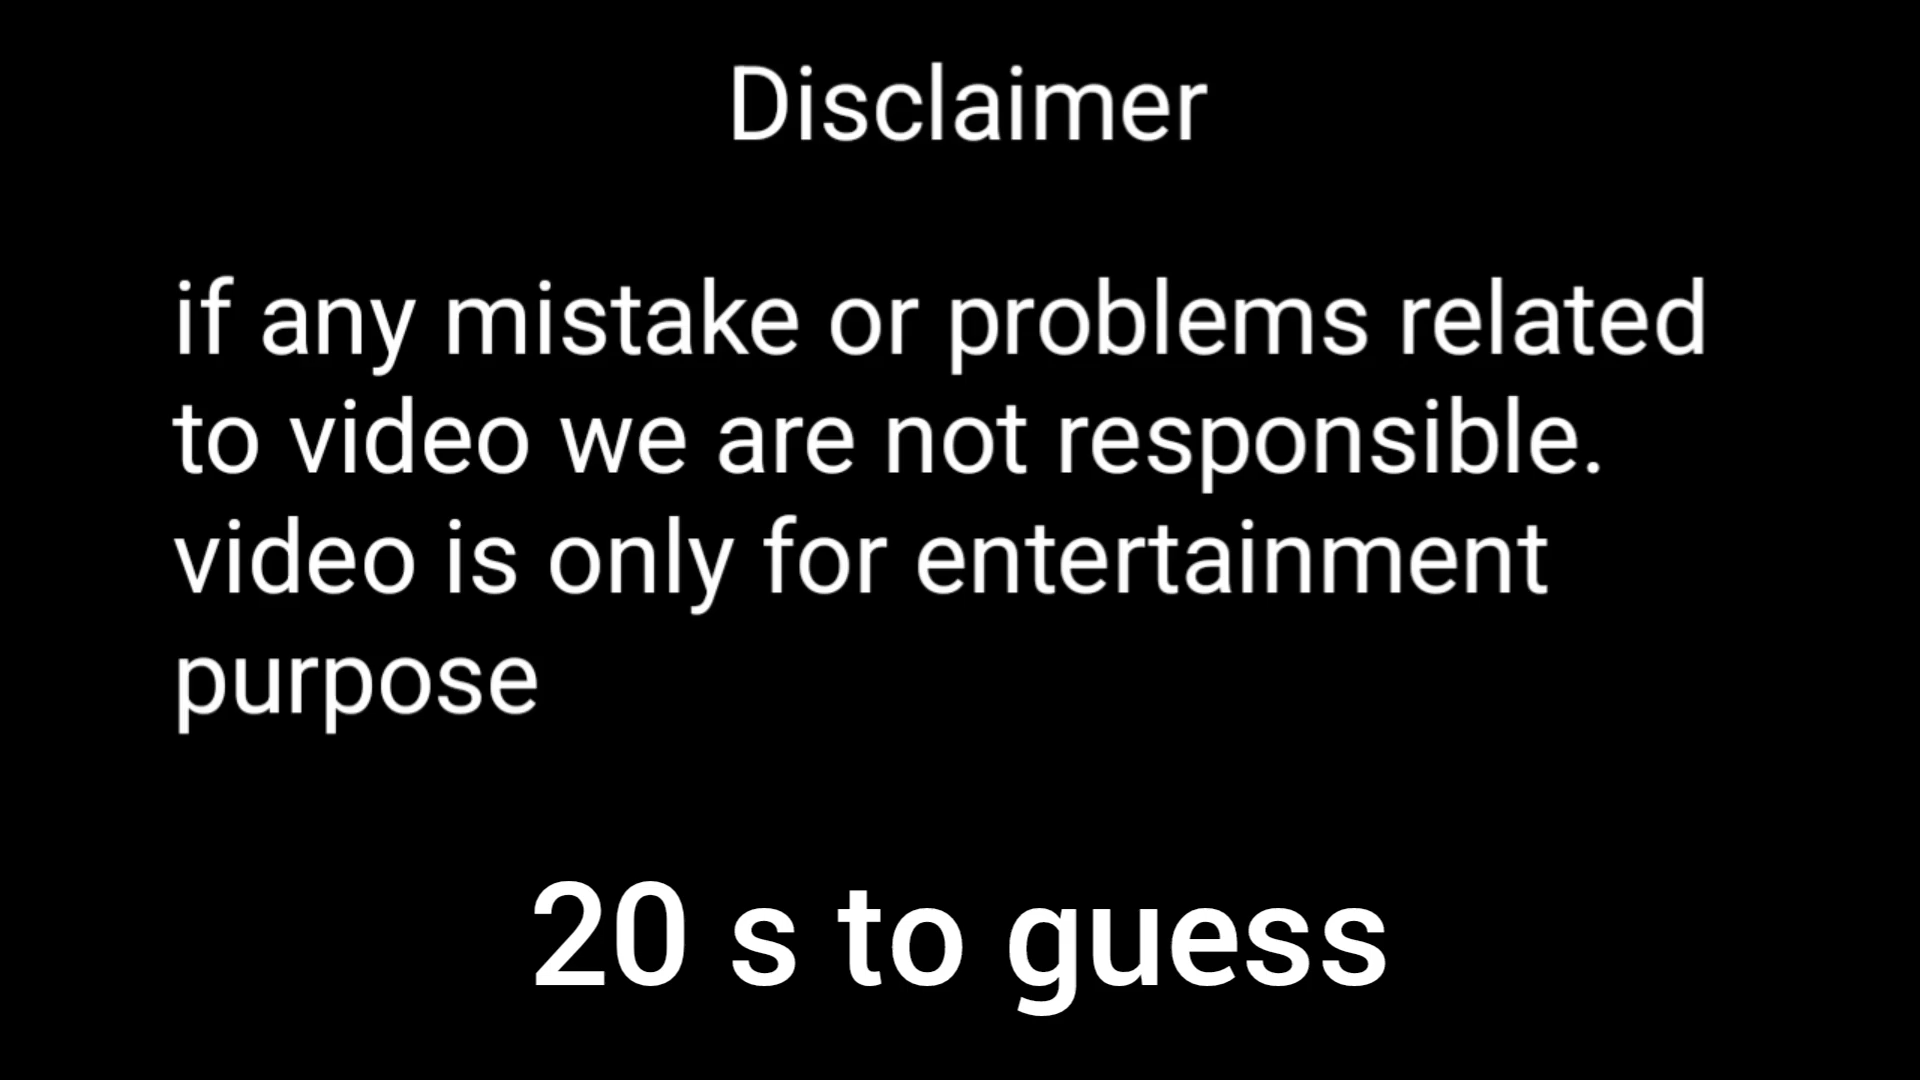 Disclaimer
if any mistake or problems related
to video we are not responsible.
video is only for entertainment
purpose
20 s to guess